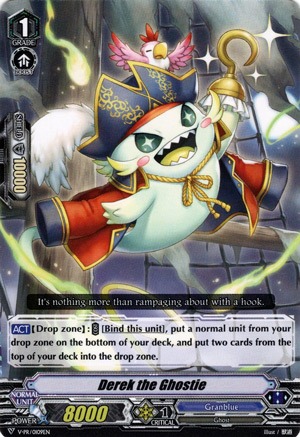 1
GRADE
BOOST
SHIELD
10000
It's nothing more than rampaging about with a hook.
ACT【Drop zone】: [Bind this unit], put a normal unit from your
drop zone on the bottom of your deck, and put two cards from the
top of your deck into the drop zone.
Derek the Ghostie
NORMAL
UNIT
POWER
8000
1
CRITICAL
Granblue
Ghost
V-PR/0109EN